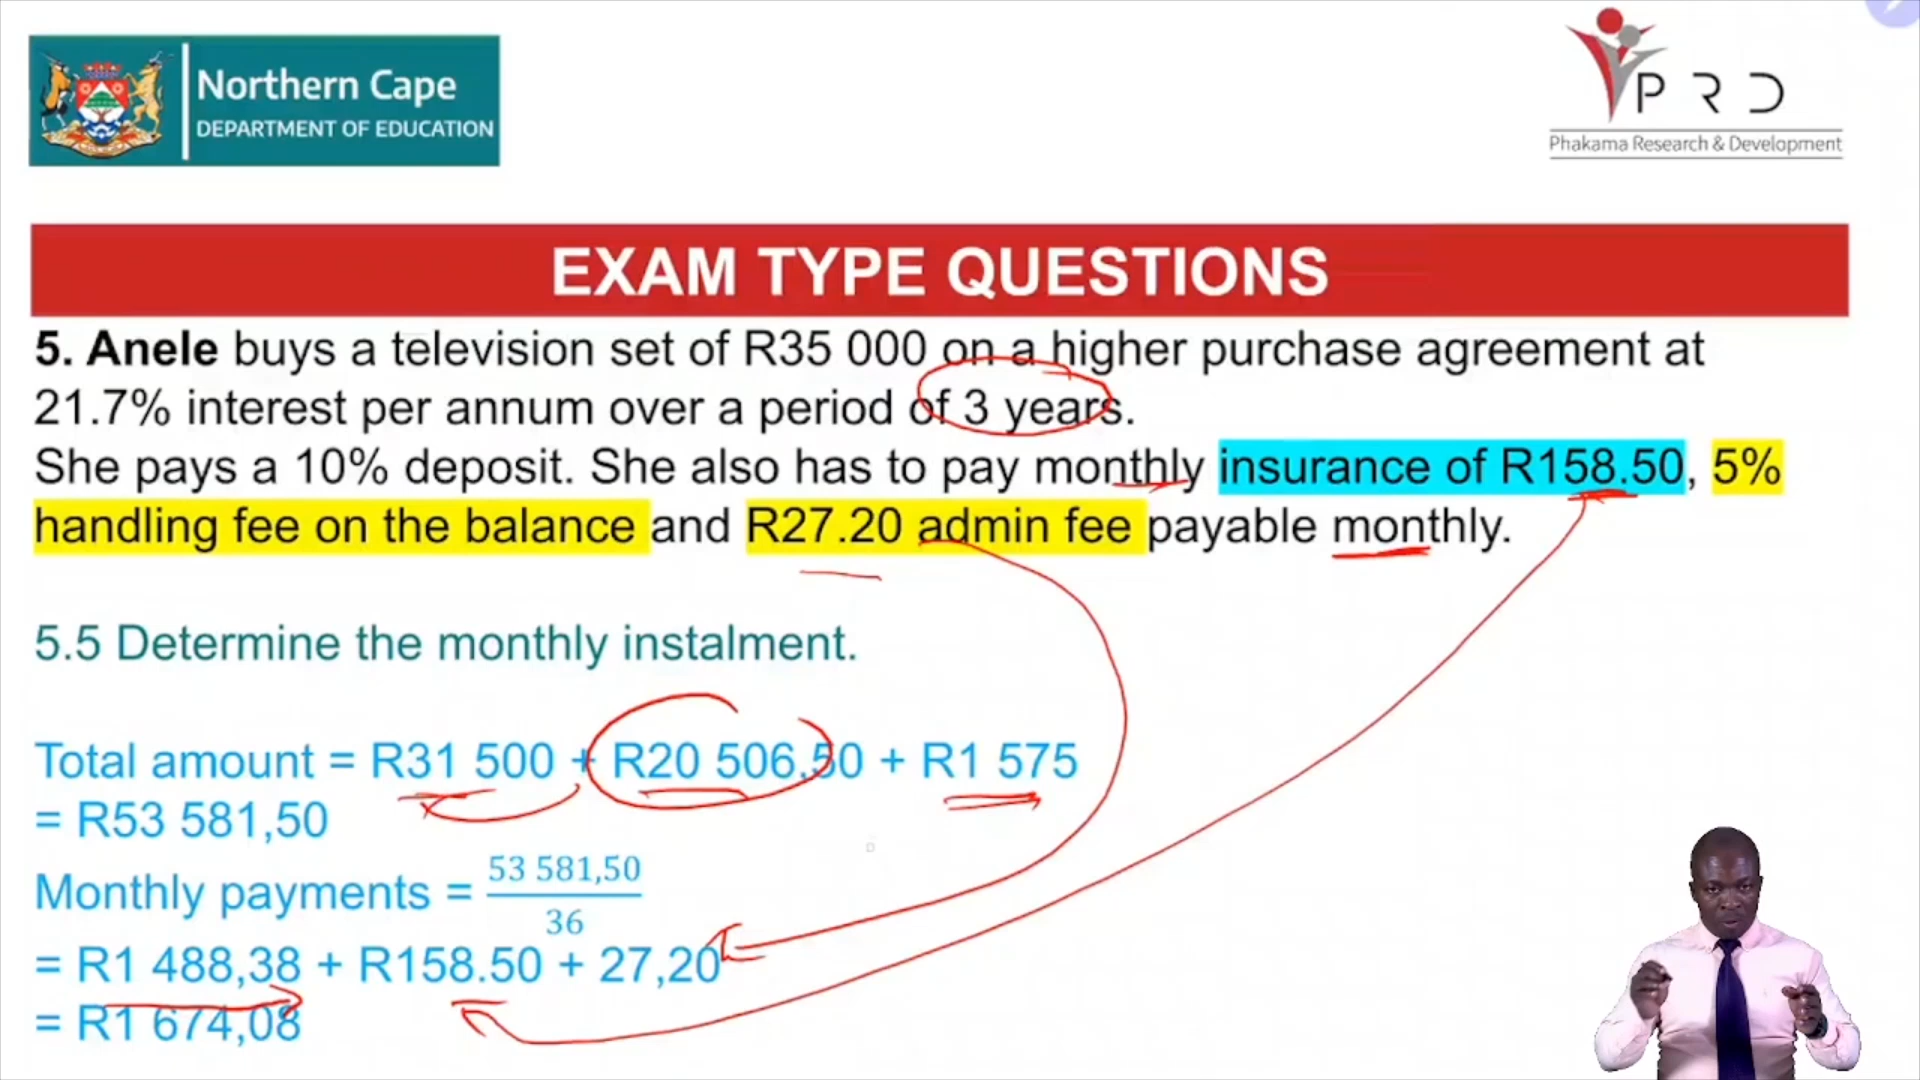 Northern Cape
DEPARTMENT OF EDUCATION
PRD
Phakama Research & Development
EXAM TYPE QUESTIONS
5. Anele buys a television set of R35 000 on a higher purchase agreement at
21.7% interest per annum over a period of 3 years.
She pays a 10% deposit. She also has to pay monthly insurance of R158.50, 5%
handling fee on the balance and R27.20 admin fee payable monthly.
5.5 Determine the monthly instalment.
Total amount = R31 500 + R20 506,50 + R1 575
= R53 581,50
Monthly payments = 53 581,50
36
= R1 488,38 + R158.50 + 27,20
= R1 674,08